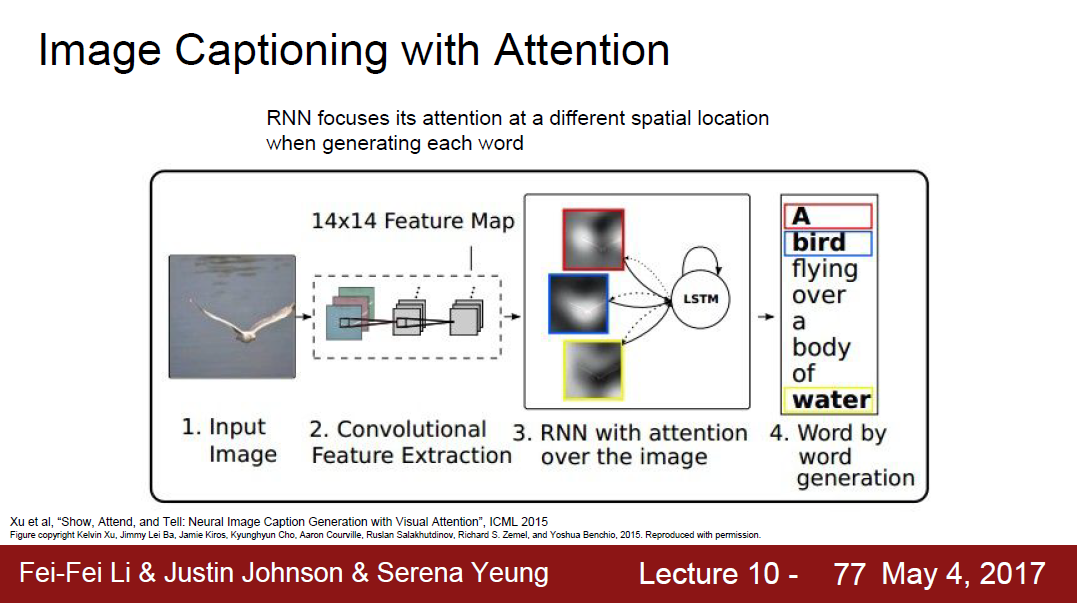 Image Captioning with Attention
RNN focuses its attention at a different spatial location
when generating each word
14x14 Feature Map
LSTM
A
bird
flying
over
a
body
of
water
1. Input
Image
2. Convolutional
Feature Extraction
3. RNN with attention
over the image
4. Word by
word
generation
Xu et al, “Show, Attend, and Tell: Neural Image Caption Generation with Visual Attention”, ICML 2015
Figure copyright Kelvin Xu, Jimmy Lei Ba, Jamie Kiros, Kyunghyun Cho, Aaron Courville, Ruslan Salakhutdinov, Richard S. Zemel, and Yoshua Benchio, 2015. Reproduced with permission.
Fei-Fei Li & Justin Johnson & Serena Yeung Lecture 10 - 77 May 4, 2017